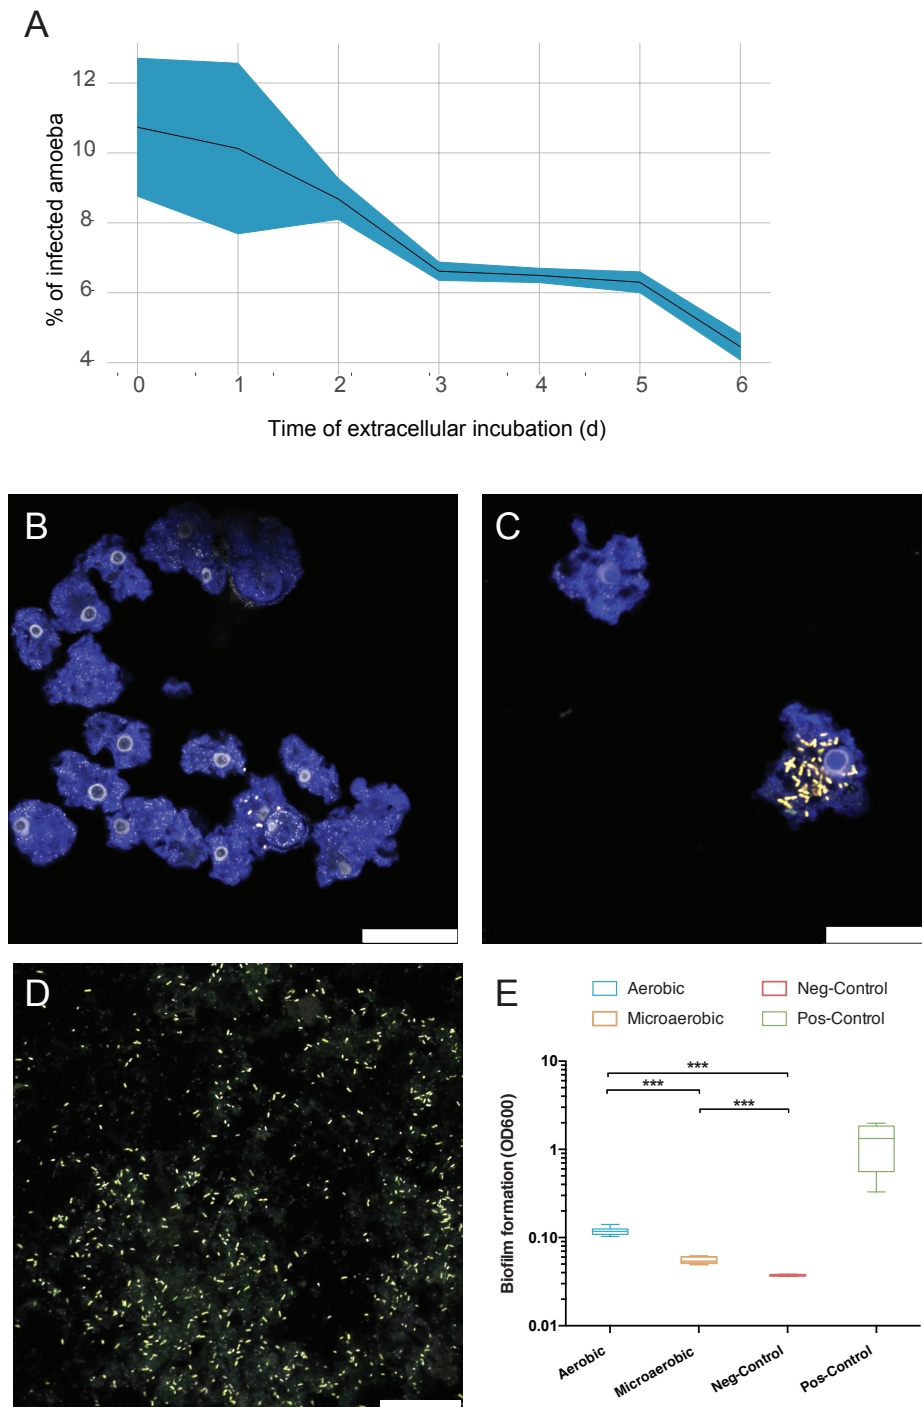 A
% of infected amoeba
12
10
8
6
4
0 1 2 3 4 5 6
Time of extracellular incubation (d)
B
C
D
E
Aerobic Neg-Control
Microaerobic Pos-Control
Biofilm formation (OD600)
10
1
0.10
0.01
***
***
***
Aerobic
Microaerobic
Neg-Control
Pos-Control